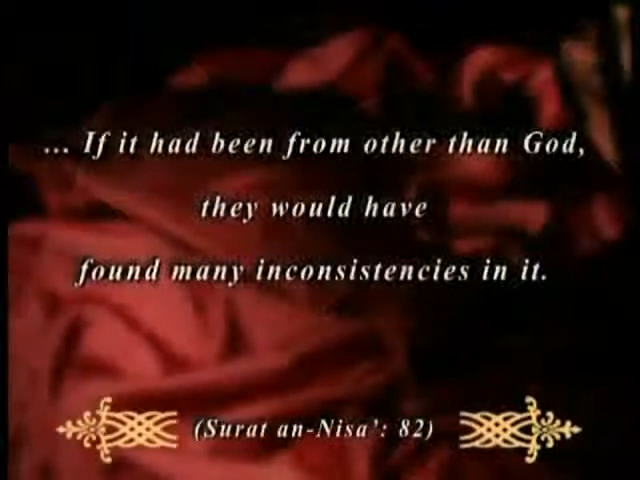 ... If it had been from other than God,
they would have
found many inconsistencies in it.
(Surat an-Nisa': 82)